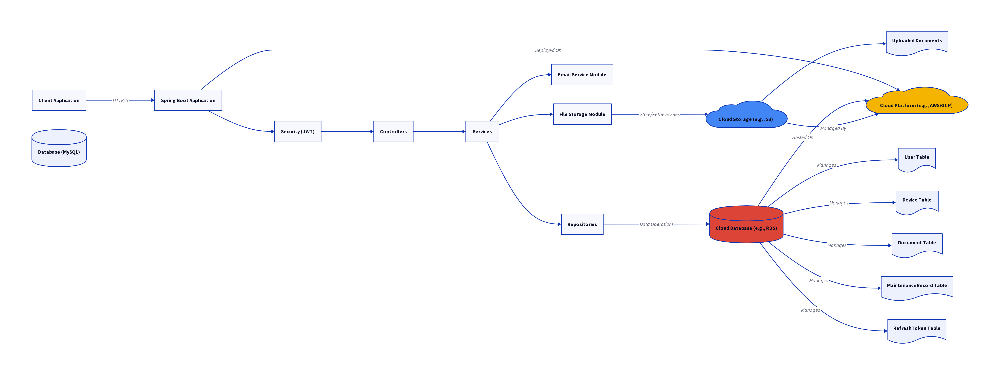 Uploaded Documents
Deployed On
Email Service Module
Client Application
HTTP/S
Spring Boot Application
Cloud Platform (e.g., AWS/GCP)
File Storage Module
Store/Retrieve Files
Cloud Storage (e.g., S3)
Managed By
Security (JWT)
Controllers
Services
Hosted On
Database (MySQL)
User Table
Manages
Device Table
Manages
Repositories
Data Operations
Cloud Database (e.g., RDS)
Document Table
Manages
MaintenanceRecord Table
Manages
Manages
RefreshToken Table